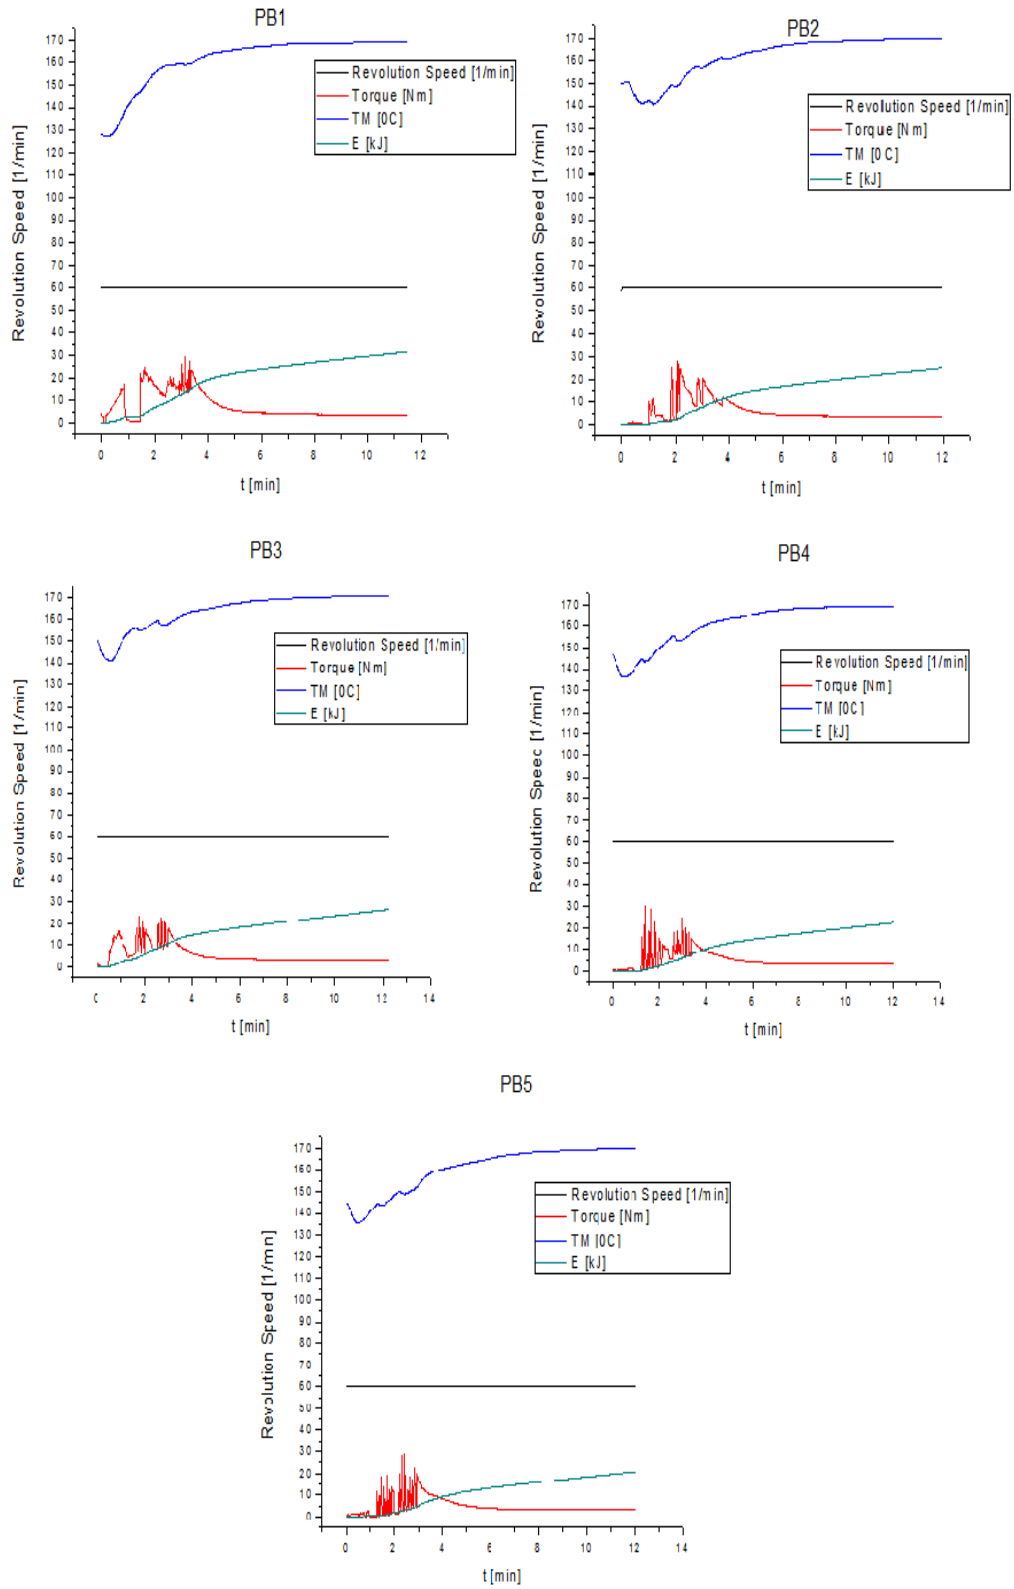 PB1
Revolution Speed [1/min]
170
160
150
140
130
120
110
100
90
80
70
60
50
40
30
20
10
0
Revolution Speed [1/min]
Torque [Nm]
TM [0C]
E [kJ]
0 2 4 6 8 10 12
t [min]
PB2
Revolution Speed [1/min]
170
160
150
140
130
120
110
100
90
80
70
60
50
40
30
20
10
0
Revolution Speed [1/min]
Torque [Nm]
TM [0C]
E [kJ]
0 2 4 6 8 10 12
t [min]
PB3
Revolution Speed [1/min]
170
160
150
140
130
120
110
100
90
80
70
60
50
40
30
20
10
0
Revolution Speed [1/min]
Torque [Nm]
TM [0C]
E [kJ]
0 2 4 6 8 10 12 14
t [min]
PB4
Revolution Speed [1/min]
170
160
150
140
130
120
110
100
90
80
70
60
50
40
30
20
10
0
Revolution Speed [1/min]
Torque [Nm]
TM [0C]
E [kJ]
0 2 4 6 8 10 12 14
t [min]
PB5
Revolution Speed [1/min]
170
160
150
140
130
120
110
100
90
80
70
60
50
40
30
20
10
0
Revolution Speed [1/min]
Torque [Nm]
TM [0C]
E [kJ]
0 2 4 6 8 10 12 14
t [min]